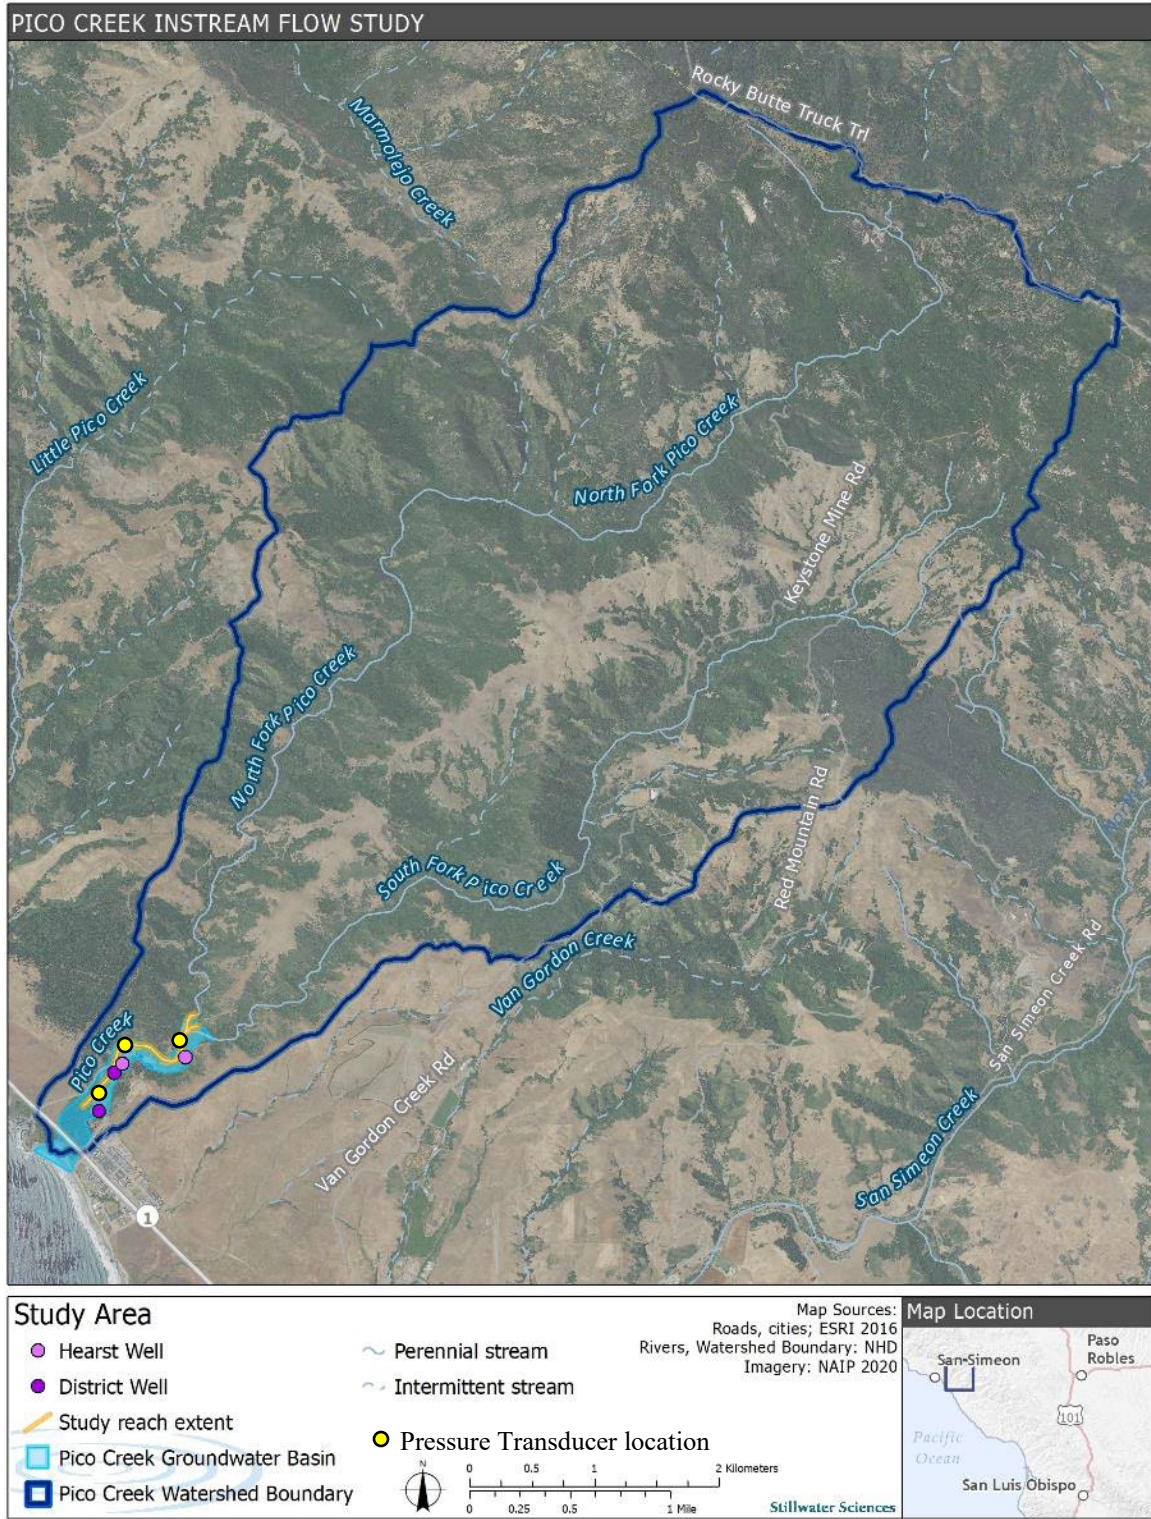 PICO CREEK INSTREAM FLOW STUDY
Rocky Butte Truck Trl
Marmolejo Creek
Little Pico Creek
North Fork Pico Creek
Keystone Mine Rd
North Fork Pico Creek
Red Mountain Rd
South Fork Pico Creek
Van Gordon Creek
San Simeon Creek Rd
Pico Creek
Van Gordon Creek Rd
San Simeon Creek
1
Study Area
Hearst Well
District Well
Study reach extent
Pico Creek Groundwater Basin
Pico Creek Watershed Boundary
Perennial stream
Intermittent stream
Pressure Transducer location
N
0 0.5 1 2 Kilometers
0 0.25 0.5 1 Mile
Map Sources:
Roads, cities; ESRI 2016
Rivers, Watershed Boundary: NHD
Imagery: NAIP 2020
Stillwater Sciences
Map Location
Paso
Robles
San Simeon
101
Pacific
Ocean
San Luis Obispo